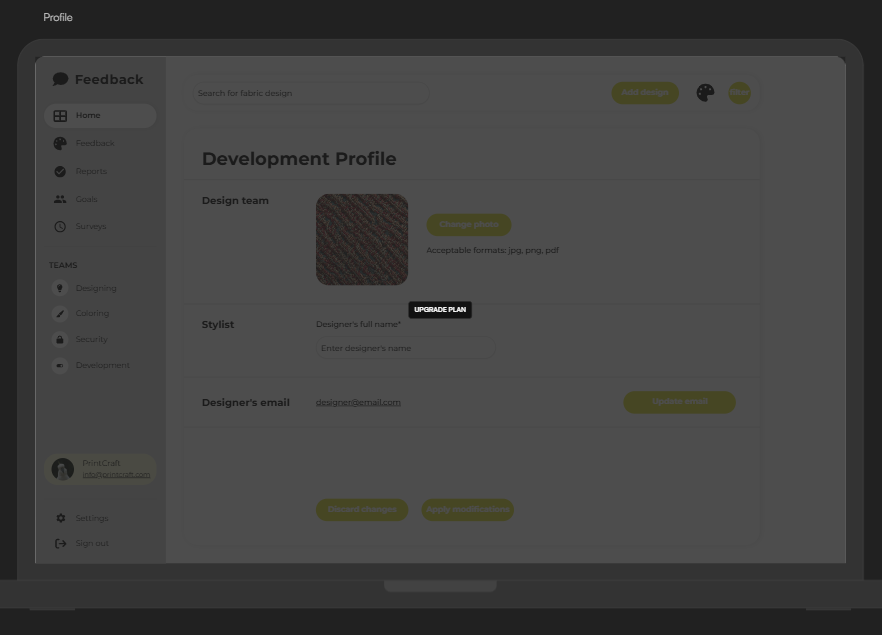 Profile
Feedback
Home
Feedback
Reports
Goals
Surveys
TEAMS
Designing
Coloring
Security
Development
PrintCraft
info@printcraft.com
Settings
Sign out
Search for fabric design
Add design
filter
Development Profile
Design team
Change photo
Acceptable formats: jpg, png, pdf
UPGRADE PLAN
Stylist
Designer's full name*
Enter designer's name
Designer's email
designer@email.com
Update email
Discard changes
Apply modifications